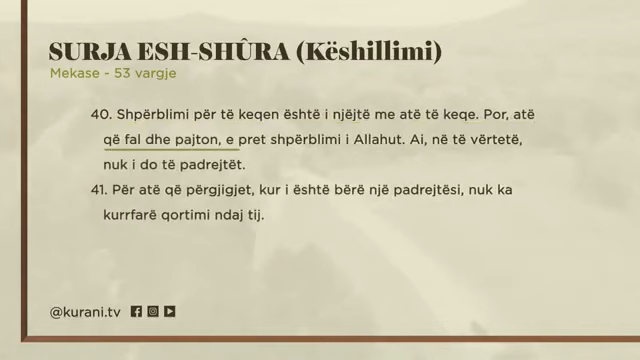 SURJA ESH-SHÛRA (Këshillimi)
Mekase - 53 vargje
40. Shpërblimi për të keqen është i njëjtë me atë të keqe. Por, atë
që fal dhe pajton, e pret shpërblimi i Allahut. Ai, në të vërtetë,
nuk i do të padrejtët.
41. Për atë që përgjigjet, kur i është bërë një padrejtësi, nuk ka
kurrfarë qortimi ndaj tij.
@kurani.tv